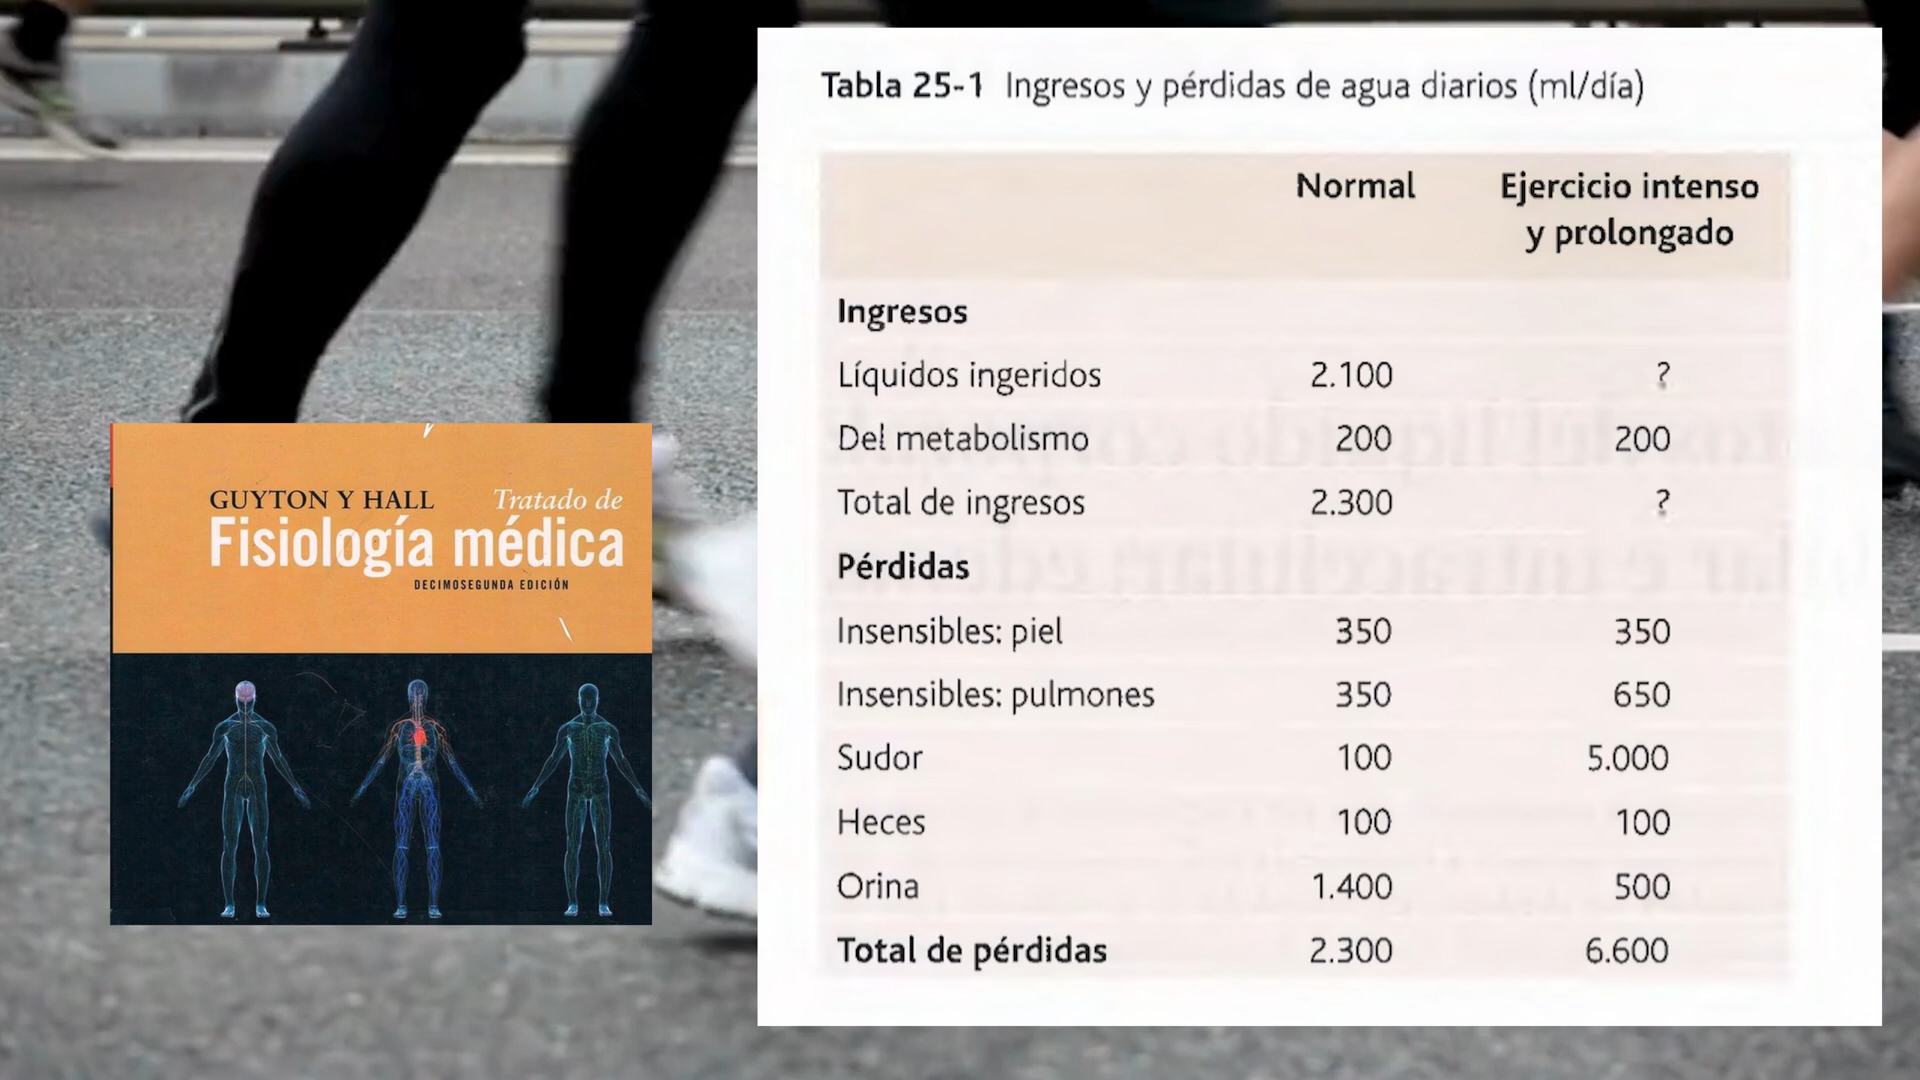 Tabla 25-1 Ingresos y pérdidas de agua diarios (ml/día)
Normal Ejercicio intenso
y prolongado
Ingresos
Líquidos ingeridos 2.100 ?
Del metabolismo 200 200
Total de ingresos 2.300 ?
Pérdidas
Insensibles: piel 350 350
Insensibles: pulmones 350 650
Sudor 100 5.000
Heces 100 100
Orina 1.400 500
Total de pérdidas 2.300 6.600
GUYTON Y HALL Tratado de
Fisiología médica
DECIMOSEGUNDA EDICIÓN